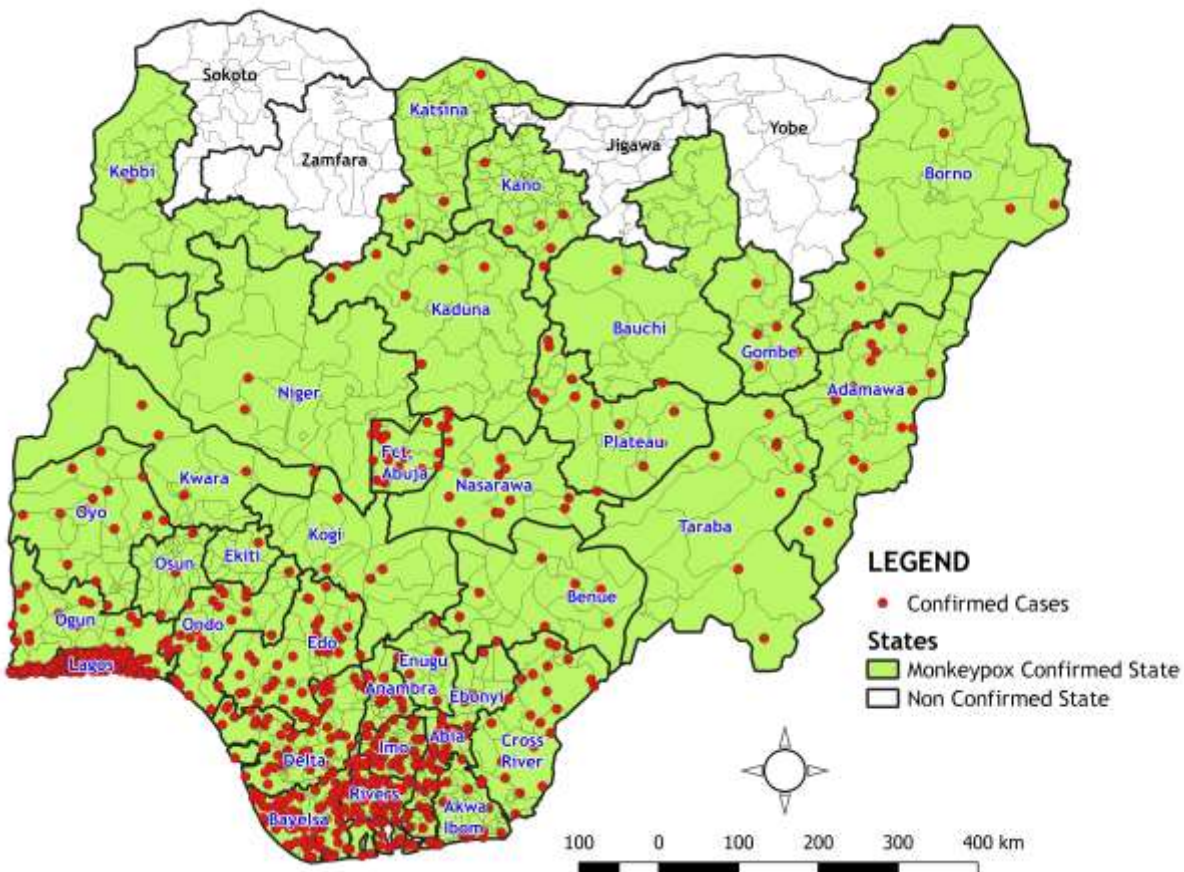 Sokoto
Katsina
Yobe
Zamfara
Jigawa
Kebbi
Kano
Borno
Kaduna
Bauchi
Gombe
Niger
Adamawa
Plateau
Fct,
Abuja
Kwara
Nasarawa
Oyo
Kogi
Taraba
Osun
Ekiti
LEGEND
Benue
Confirmed Cases
Ogun
Ondo
Edo
States
Lagos
Enugu
Monkeypox Confirmed State
Anambra
Ebonyi
Non Confirmed State
Abia
Imo
Cross
River
Delta
Rivers
Akwa
Ibom
Bayelsa
100 0 100 200 300 400 km